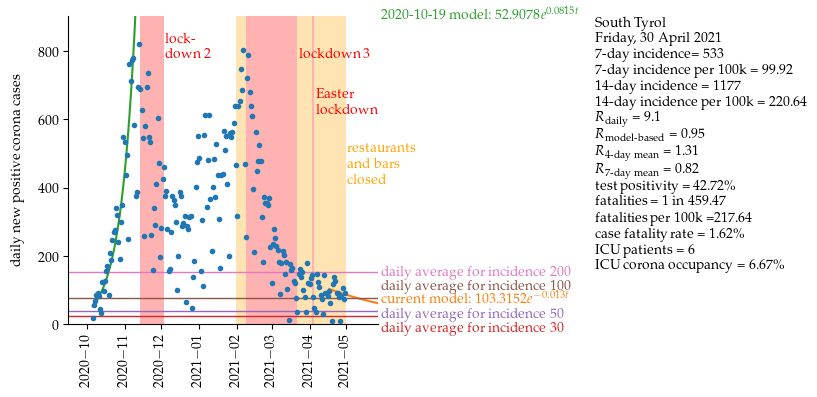 2020-10-19 model: 52.9078e^{0.0815t}
South Tyrol
Friday, 30 April 2021
7-day incidence= 533
7-day incidence per 100k = 99.92
14-day incidence = 1177
14-day incidence per 100k = 220.64
R_daily = 9.1
R_model-based = 0.95
R_4-day mean = 1.31
R_7-day mean = 0.82
test positivity = 42.72%
fatalities = 1 in 459.47
fatalities per 100k =217.64
case fatality rate = 1.62%
ICU patients = 6
ICU corona occupancy = 6.67%
lock-
down 2
lockdown 3
Easter
lockdown
restaurants
and bars
closed
daily average for incidence 200
daily average for incidence 100
current model: 103.3152e^{−0.013t}
daily average for incidence 50
daily average for incidence 30
daily new positive corona cases
800
600
400
200
0
2020−10
2020−11
2020−12
2021−01
2021−02
2021−03
2021−04
2021−05